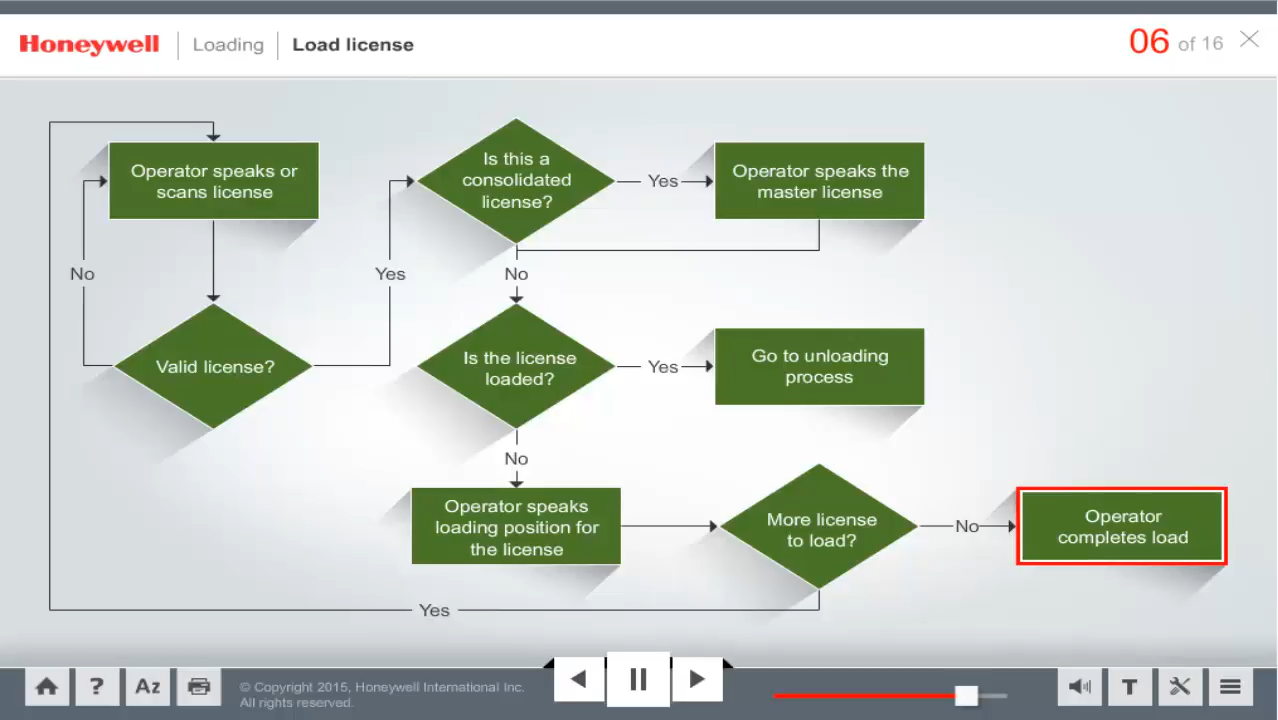 Honeywell
Loading
Load license
06 of 16
Operator speaks or
scans license
Is this a
consolidated
license?
Yes
Operator speaks the
master license
No
Yes
No
Valid license?
Is the license
loaded?
Yes
Go to unloading
process
No
Operator speaks
loading position for
the license
More license
to load?
No
Operator
completes load
Yes
?
Az
© Copyright 2015, Honeywell International Inc.
All rights reserved.
T